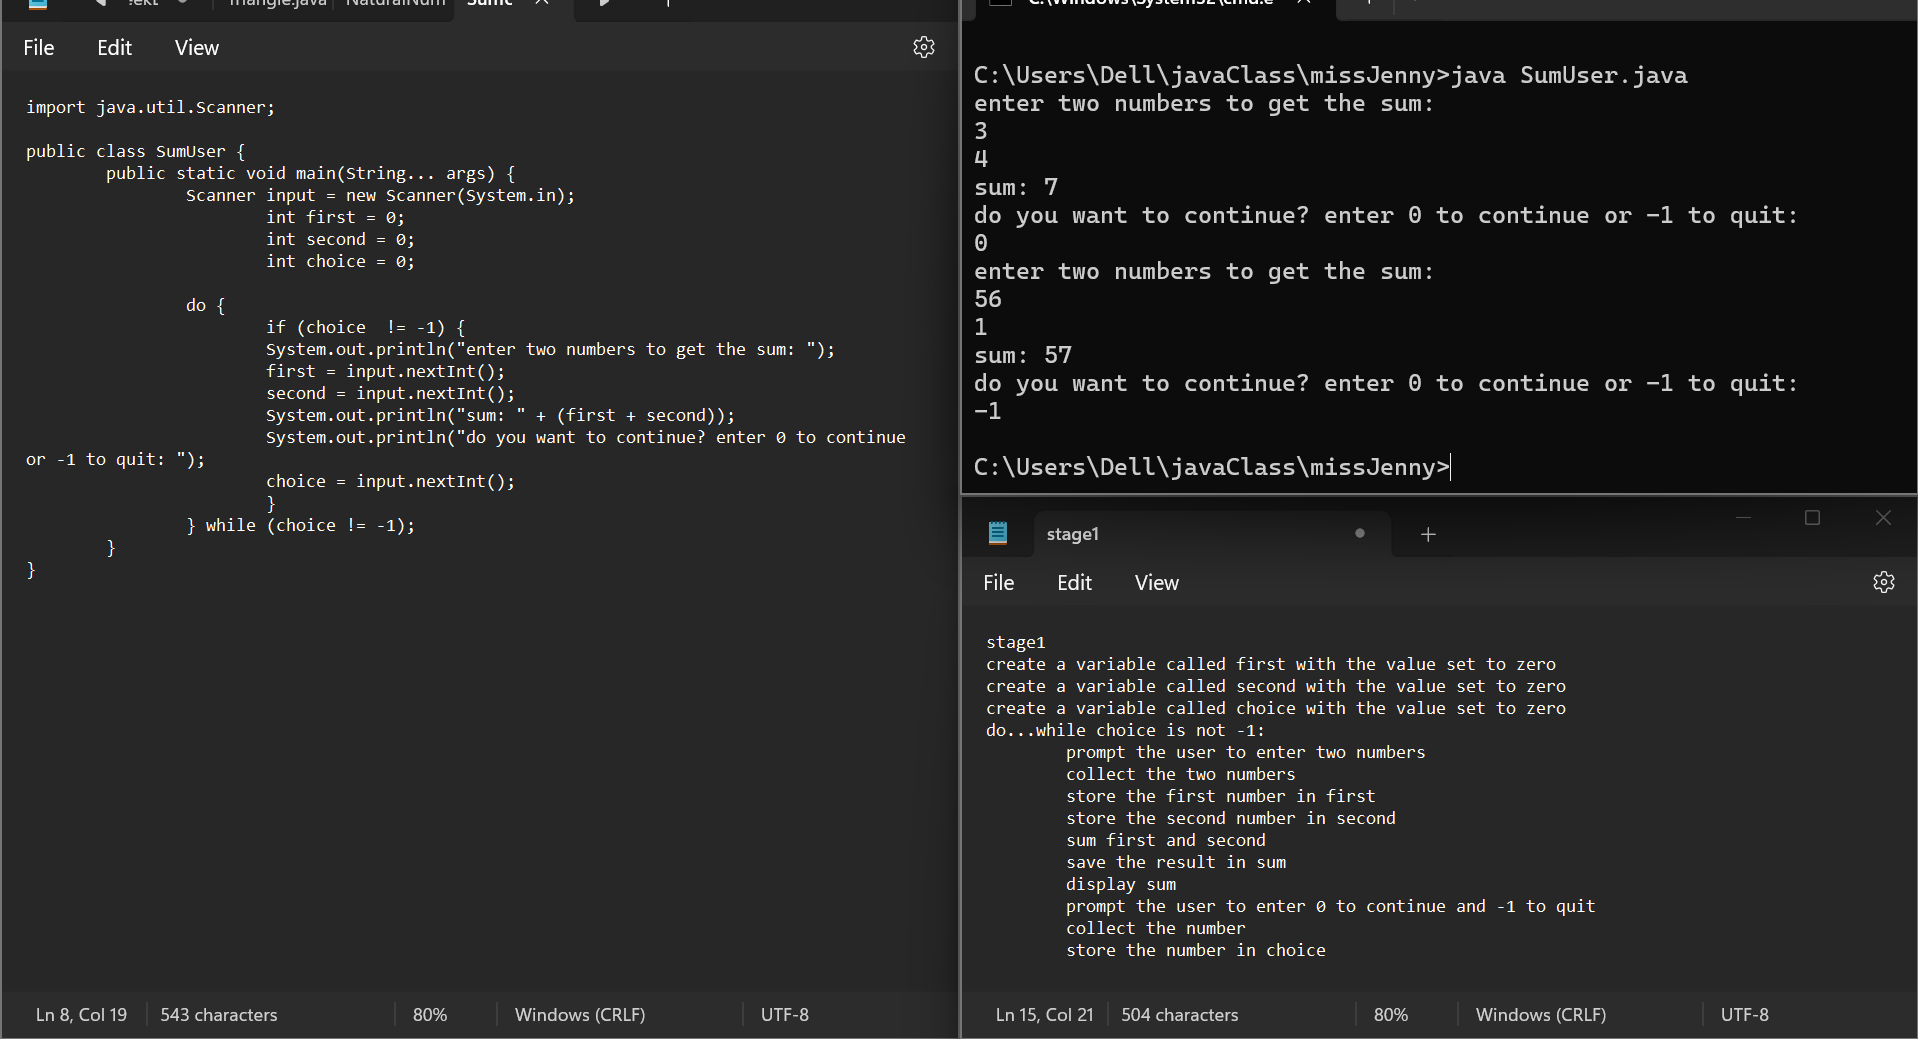 File Edit View
import java.util.Scanner;
public class SumUser {
public static void main(String... args) {
Scanner input = new Scanner(System.in);
int first = 0;
int second = 0;
int choice = 0;
do {
if (choice  != -1) {
System.out.println("enter two numbers to get the sum: ");
first = input.nextInt();
second = input.nextInt();
System.out.println("sum: " + (first + second));
System.out.println("do you want to continue? enter 0 to continue
or -1 to quit: ");
choice = input.nextInt();
}
} while (choice != -1);
}
}
Ln 8, Col 19 543 characters 80% Windows (CRLF) UTF-8
C:\Windows\System32\cmd.e
C:\Users\Dell\javaClass\missJenny>java SumUser.java
enter two numbers to get the sum:
3
4
sum: 7
do you want to continue? enter 0 to continue or -1 to quit:
0
enter two numbers to get the sum:
56
1
sum: 57
do you want to continue? enter 0 to continue or -1 to quit:
-1
C:\Users\Dell\javaClass\missJenny>
stage1
File Edit View
stage1
create a variable called first with the value set to zero
create a variable called second with the value set to zero
create a variable called choice with the value set to zero
do...while choice is not -1:
prompt the user to enter two numbers
collect the two numbers
store the first number in first
store the second number in second
sum first and second
save the result in sum
display sum
prompt the user to enter 0 to continue and -1 to quit
collect the number
store the number in choice
Ln 15, Col 21 504 characters 80% Windows (CRLF) UTF-8